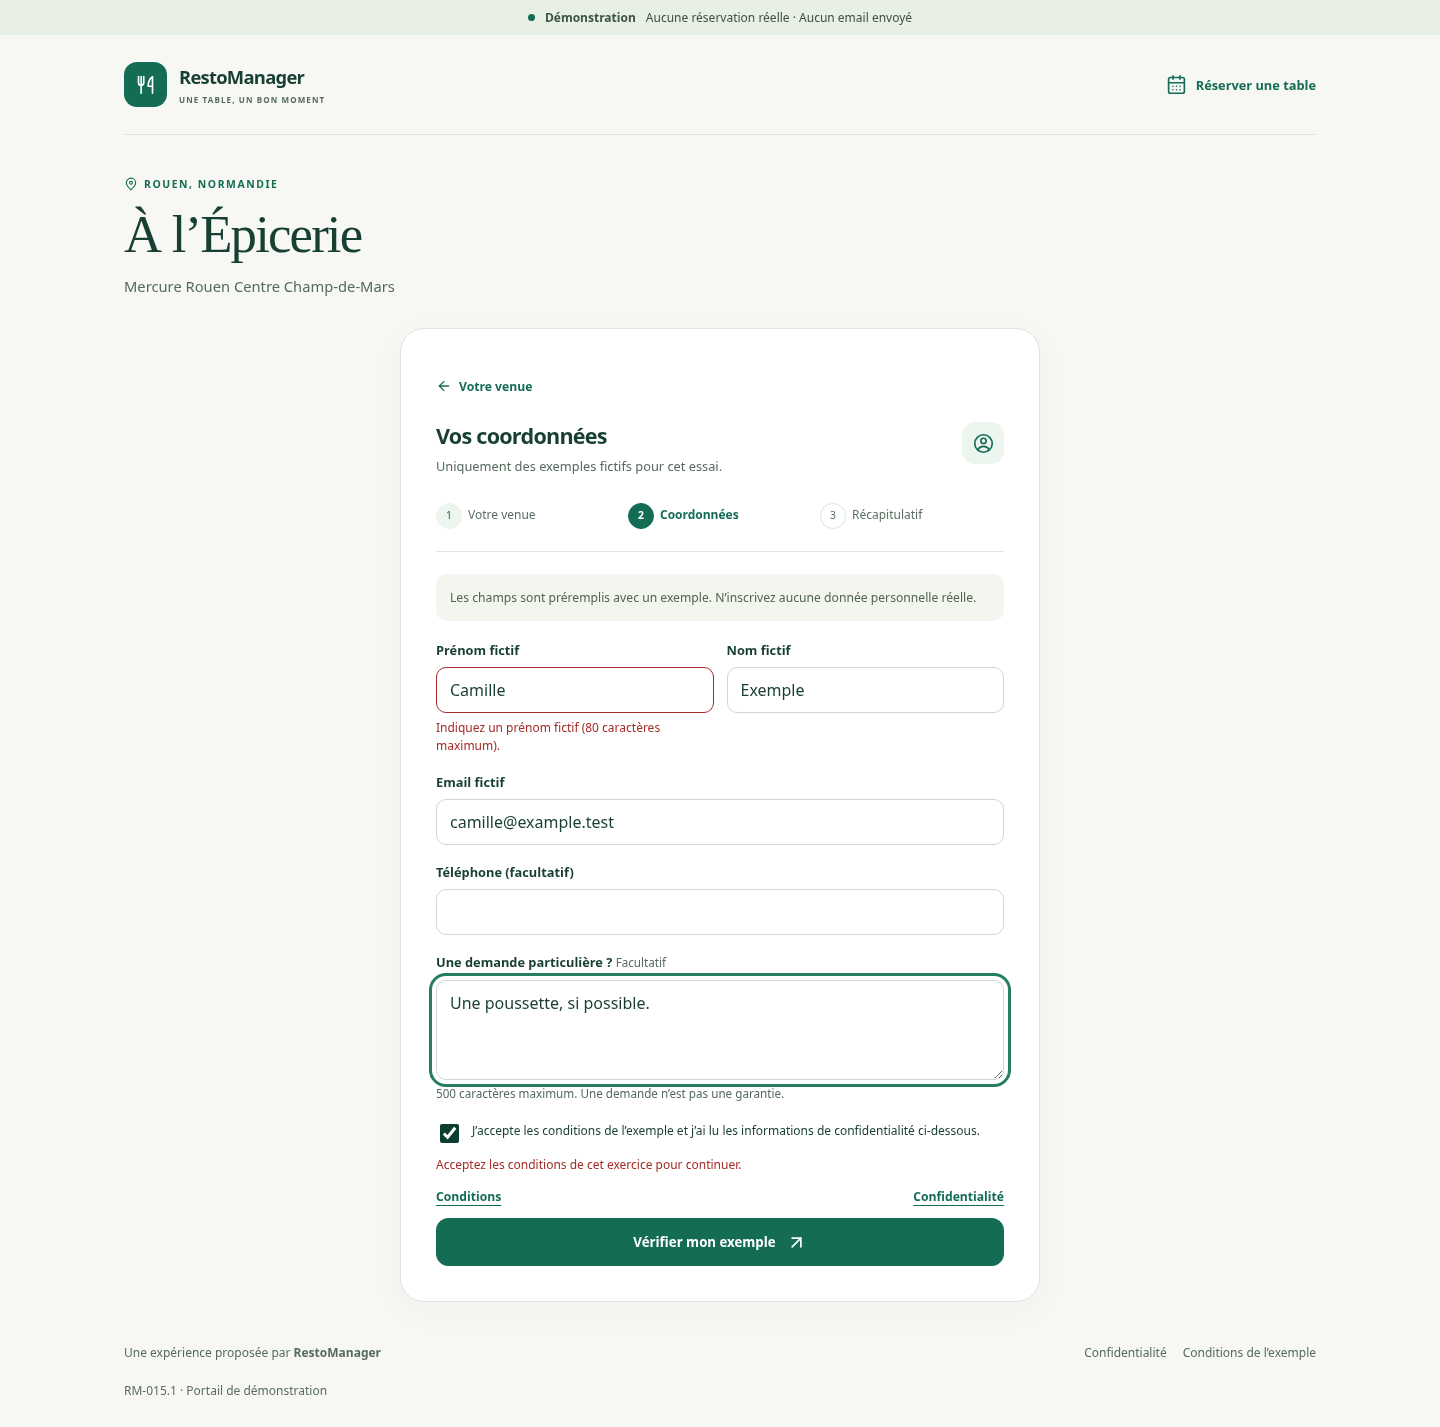 Démonstration Aucune réservation réelle · Aucun email envoyé
RestoManager
UNE TABLE, UN BON MOMENT
Réserver une table
ROUEN, NORMANDIE
À l’Épicerie
Mercure Rouen Centre Champ-de-Mars
Votre venue
Vos coordonnées
Uniquement des exemples fictifs pour cet essai.
1 Votre venue
2 Coordonnées
3 Récapitulatif
Les champs sont préremplis avec un exemple. N’inscrivez aucune donnée personnelle réelle.
Prénom fictif
Camille
Indiquez un prénom fictif (80 caractères
maximum).
Nom fictif
Exemple
Email fictif
camille@example.test
Téléphone (facultatif)
Une demande particulière ? Facultatif
Une poussette, si possible.
500 caractères maximum. Une demande n’est pas une garantie.
J’accepte les conditions de l’exemple et j’ai lu les informations de confidentialité ci-dessous.
Acceptez les conditions de cet exercice pour continuer.
Conditions
Confidentialité
Vérifier mon exemple
Une expérience proposée par RestoManager
Confidentialité
Conditions de l’exemple
RM-015.1 · Portail de démonstration